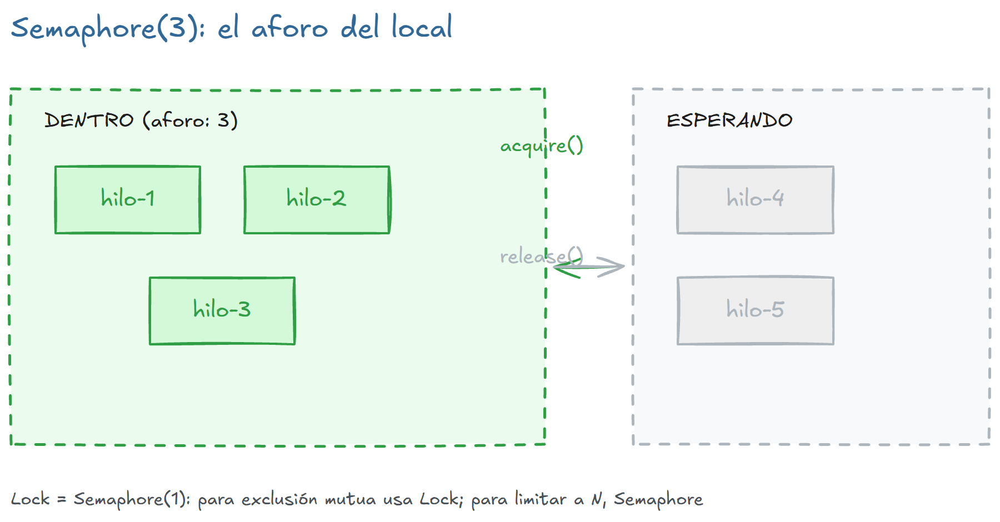 Semaphore(3): el aforo del local
DENTRO (aforo: 3)
ESPERANDO
acquire()
hilo-1
hilo-2
hilo-4
release()
hilo-3
hilo-5
Lock = Semaphore(1): para exclusión mutua usa Lock; para limitar a N, Semaphore